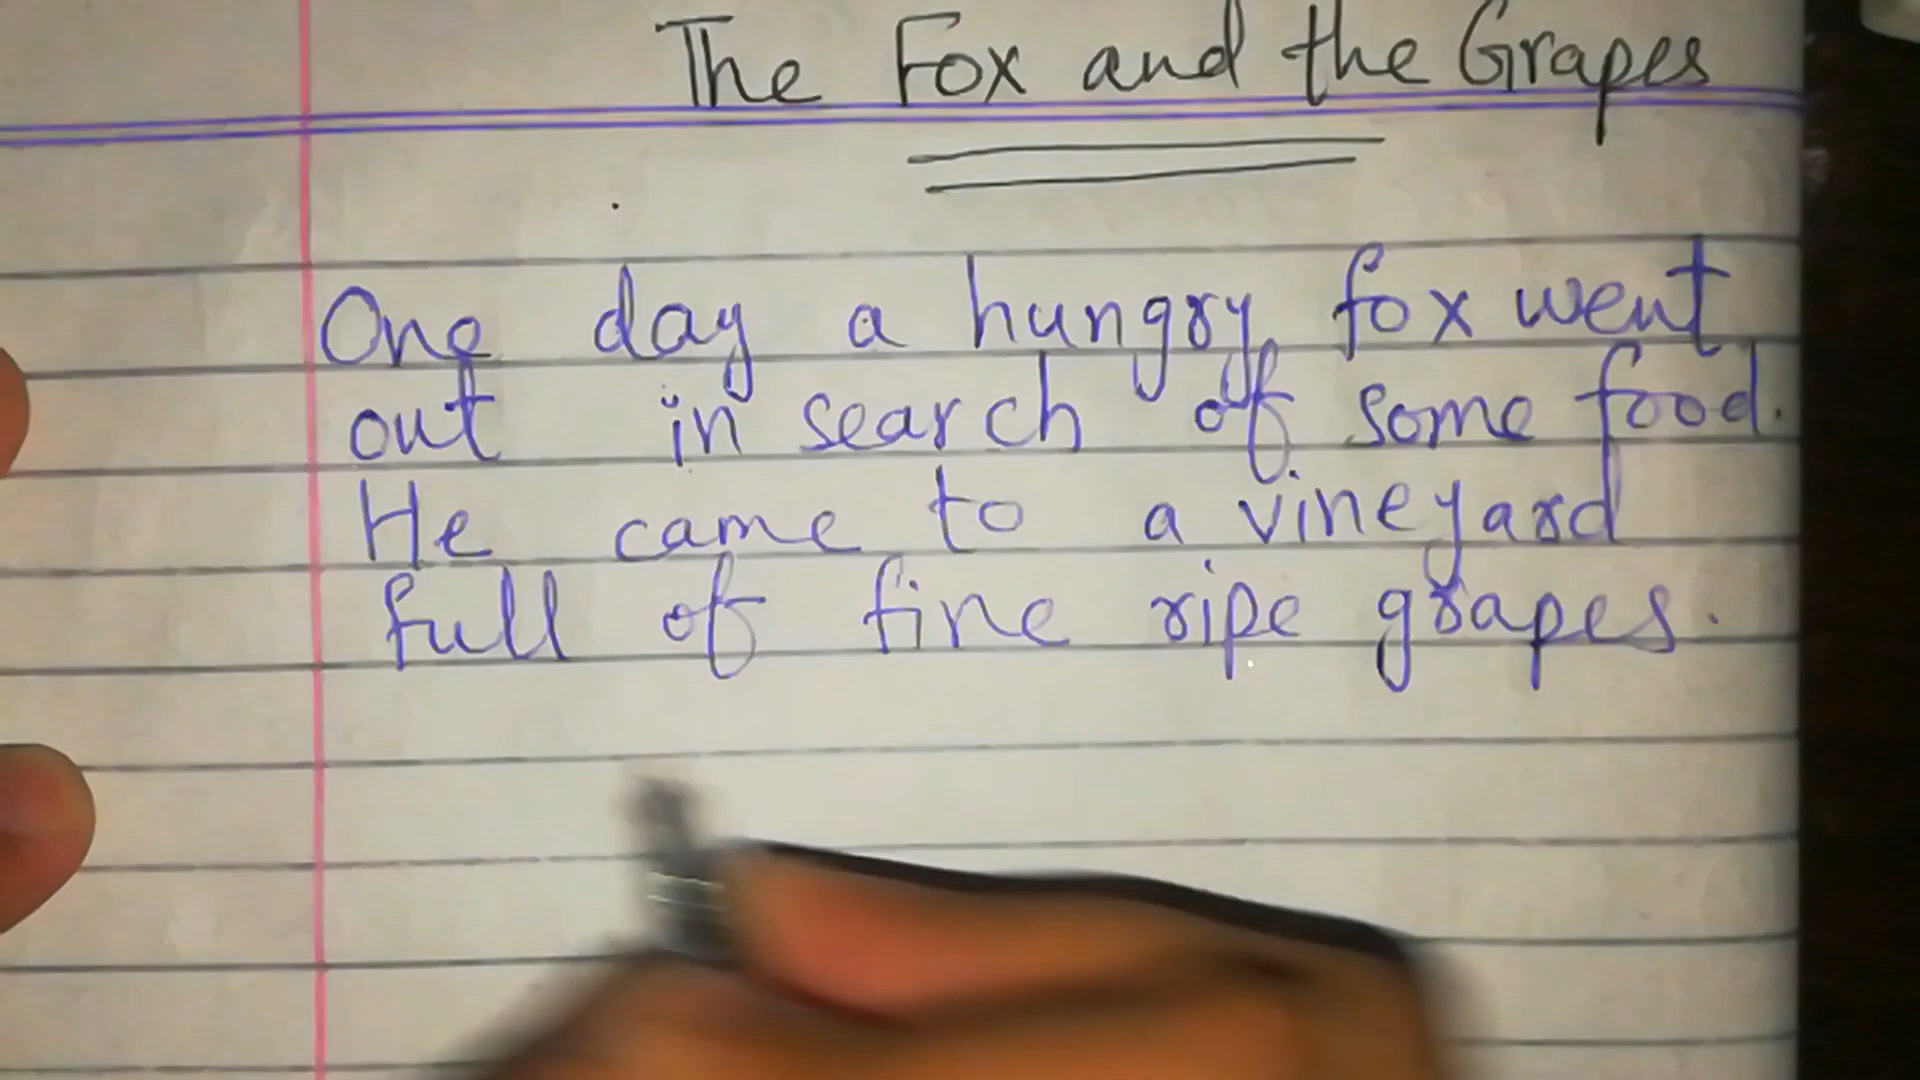 The Fox and the Grapes
One day a hungry fox went
out in search of some food.
He came to a vineyard
full of fine ripe grapes.